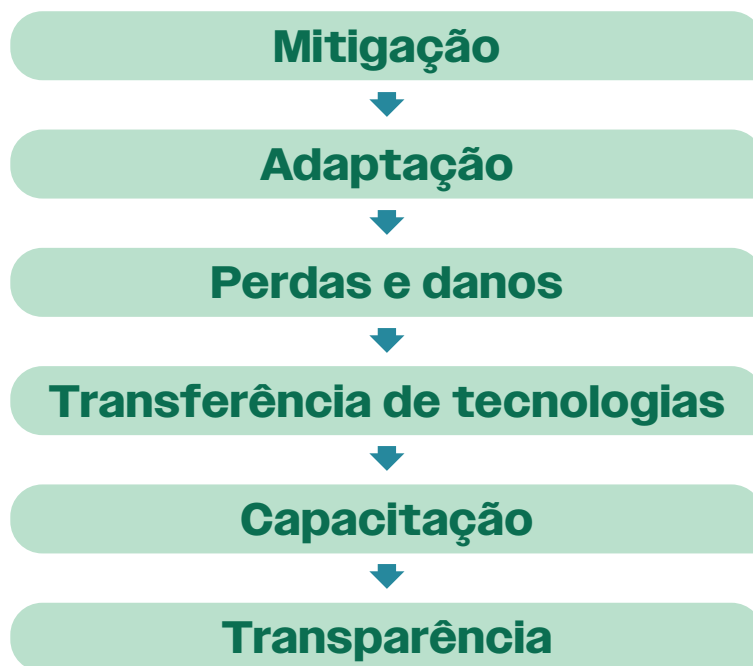 Mitigação
Adaptação
Perdas e danos
Transferência de tecnologias
Capacitação
Transparência